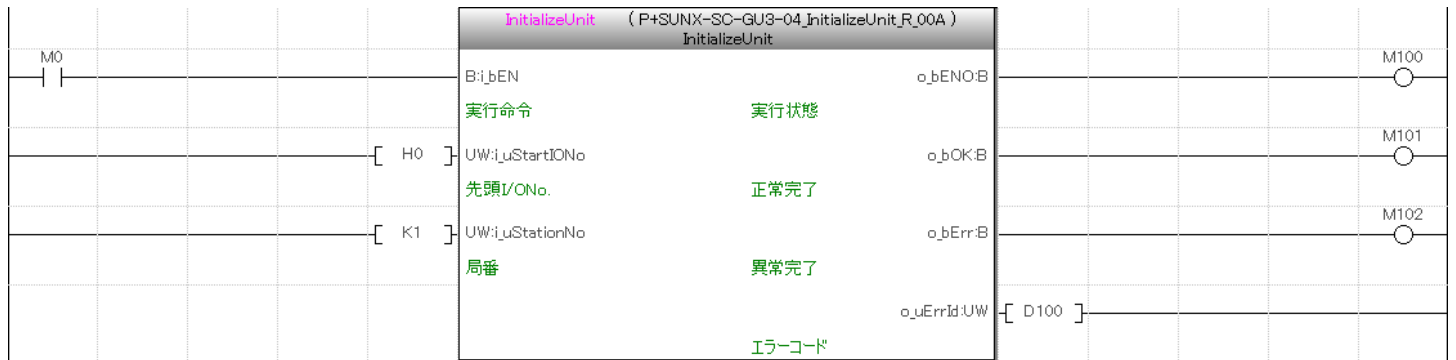 InitializeUnit (P+SUNX-SC-GU3-04_InitializeUnit_R_00A)
InitializeUnit
M0
B:i_bEN
o_bENO:B
M100
実行命令
実行状態
H0
UW:i_uStartIONo
o_bOK:B
M101
先頭I/ONo.
正常完了
K1
UW:i_uStationNo
o_bErr:B
M102
局番
異常完了
o_uErrId:UW
D100
エラーコード